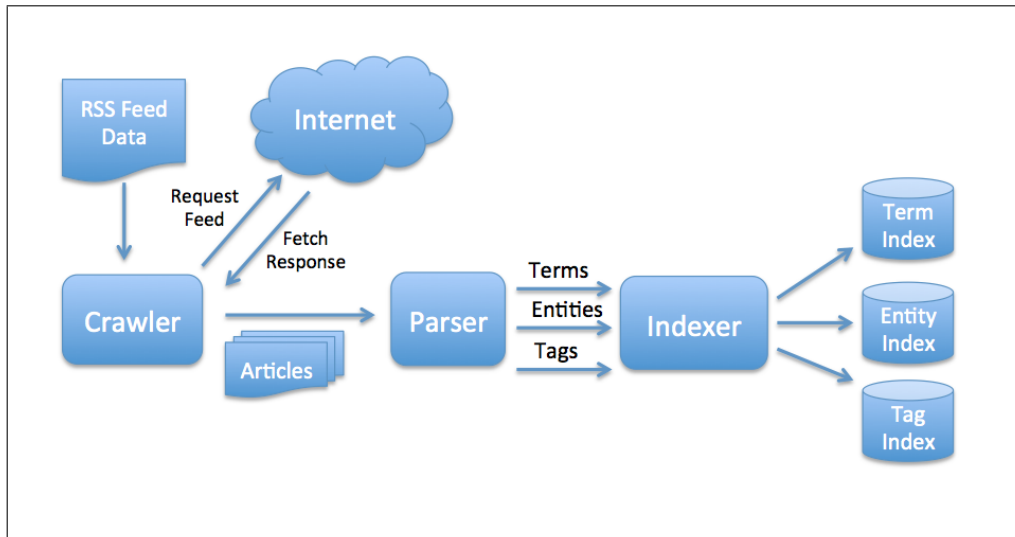 RSS Feed
Data
Internet
Request
Feed
Fetch
Response
Crawler
Articles
Parser
Terms
Entities
Tags
Indexer
Term
Index
Entity
Index
Tag
Index